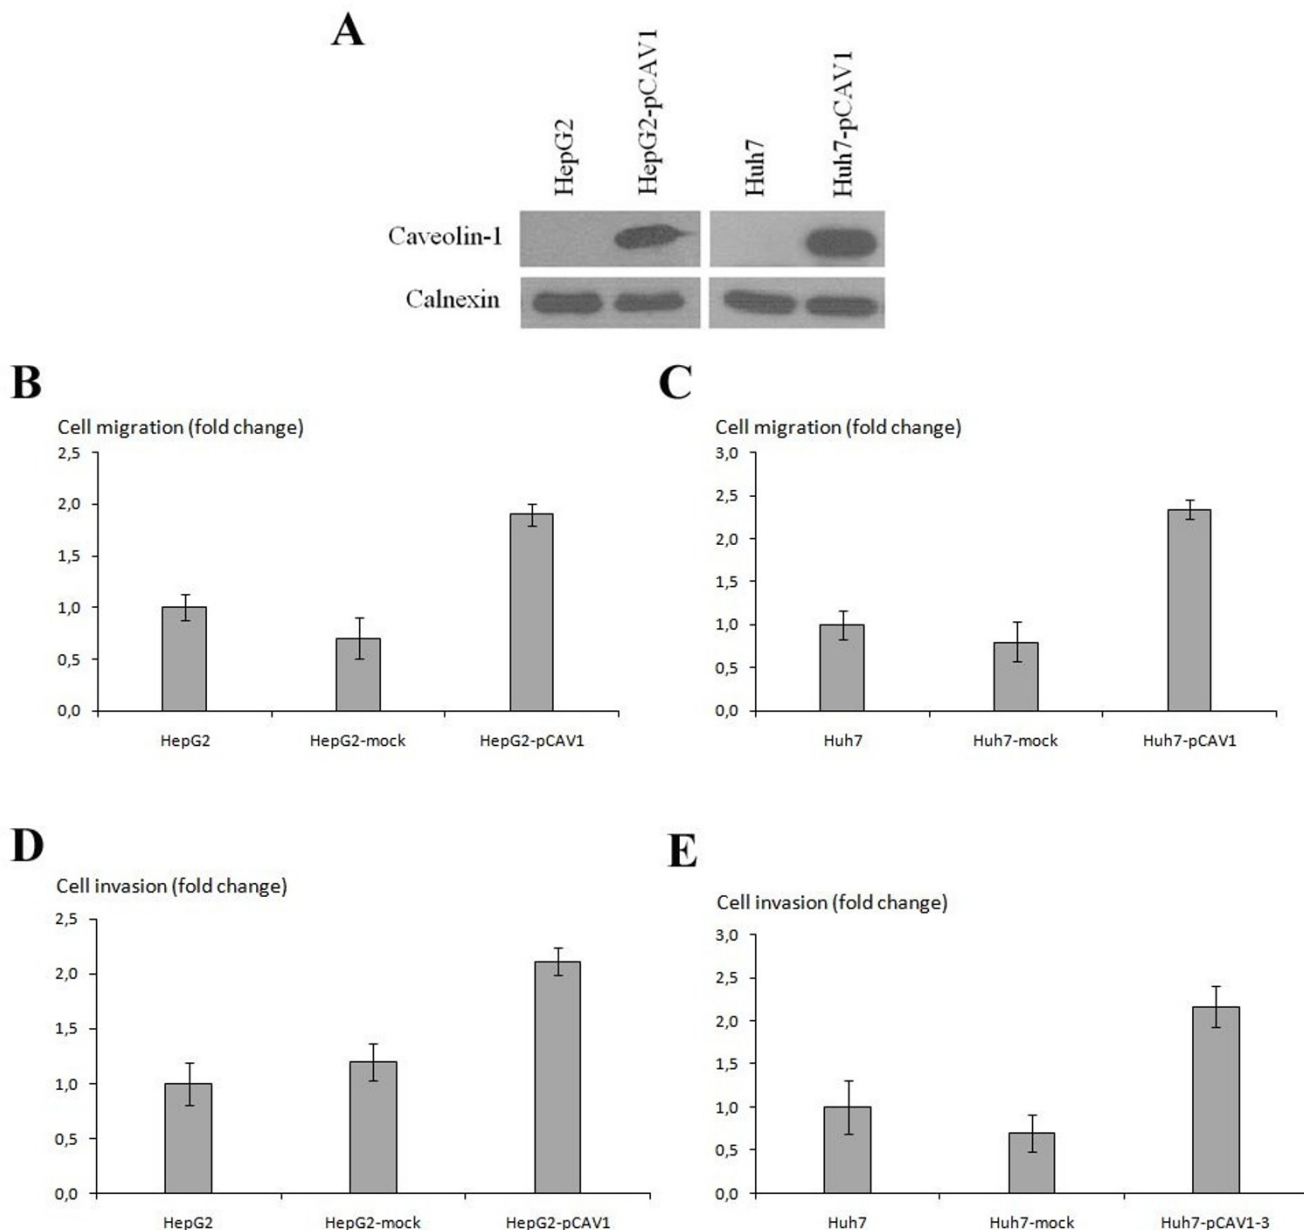 A
HepG2
HepG2-pCAV1
Huh7
Huh7-pCAV1
Caveolin-1
Calnexin
B
Cell migration (fold change)
2,5
2,0
1,5
1,0
0,5
0,0
HepG2 HepG2-mock HepG2-pCAV1
C
Cell migration (fold change)
3,0
2,5
2,0
1,5
1,0
0,5
0,0
Huh7 Huh7-mock Huh7-pCAV1
D
Cell invasion (fold change)
2,5
2,0
1,5
1,0
0,5
0,0
HepG2 HepG2-mock HepG2-pCAV1
E
Cell invasion (fold change)
3,0
2,5
2,0
1,5
1,0
0,5
0,0
Huh7 Huh7-mock Huh7-pCAV1-3